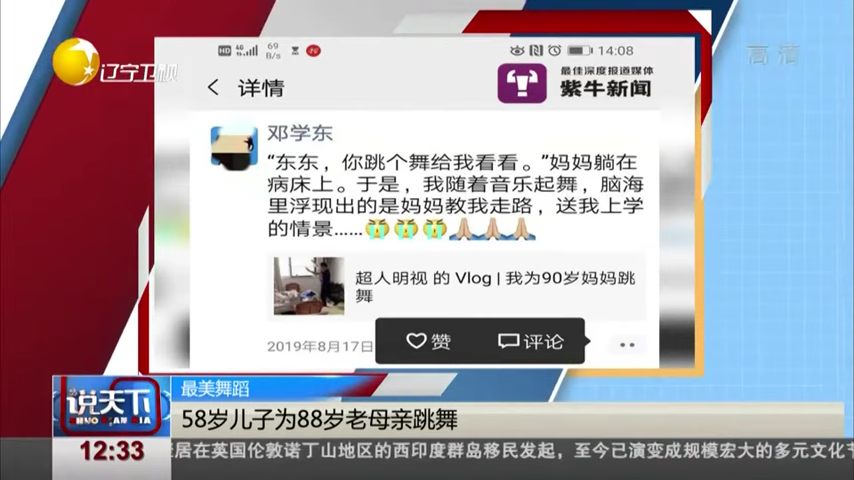 HD 4G 69 B/s 14:08
高清
辽宁卫视
详情
最佳深度报道媒体
紫牛新闻
邓学东
“东东，你跳个舞给我看看。”妈妈躺在
病床上。于是，我随着音乐起舞，脑海
里浮现出的是妈妈教我走路，送我上学
的情景……
超人明视 的 Vlog | 我为90岁妈妈跳
舞
2019年8月17日
赞 评论
最美舞蹈
说天下
SHUO TIAN XIA
58岁儿子为88岁老母亲跳舞
12:33
居在英国伦敦诺丁山地区的西印度群岛移民发起，至今已演变成规模宏大的多元文化节